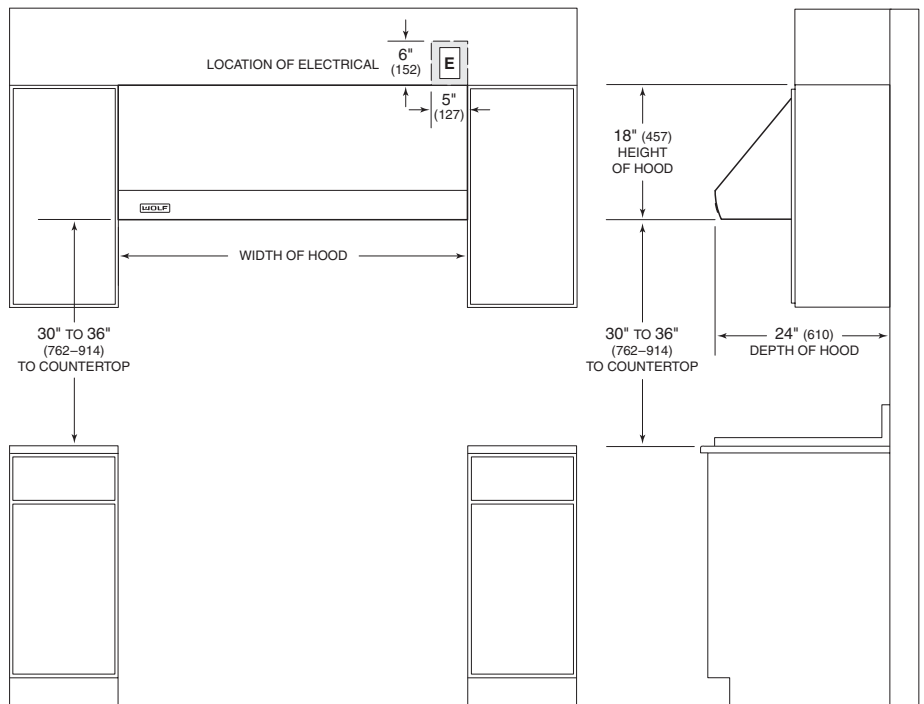 LOCATION OF ELECTRICAL
6"
(152)
E
5"
(127)
WOLF
WIDTH OF HOOD
30" TO 36"
(762–914)
TO COUNTERTOP
18" (457)
HEIGHT
OF HOOD
30" TO 36"
(762–914)
TO COUNTERTOP
24" (610)
DEPTH OF HOOD